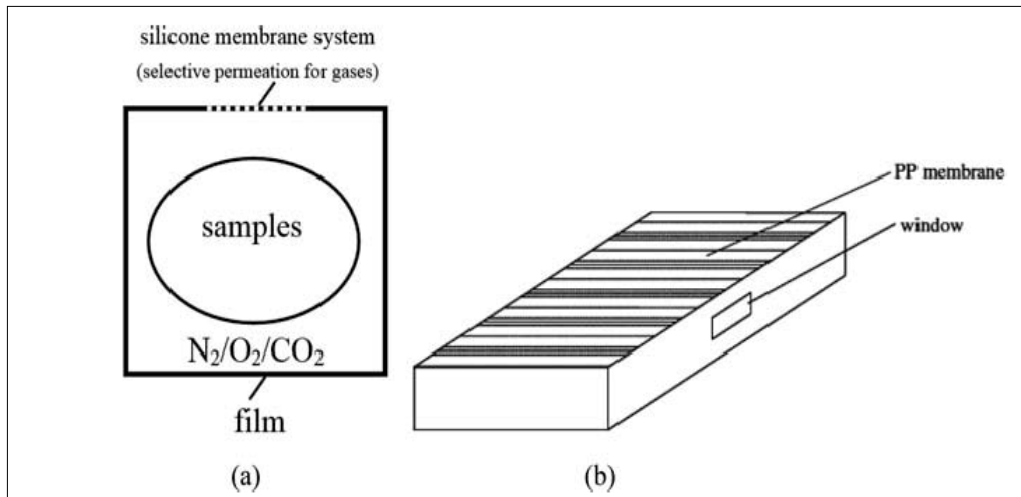 silicone membrane system
(selective permeation for gases)
samples
N₂/O₂/CO₂
film
(a)
PP membrane
window
(b)